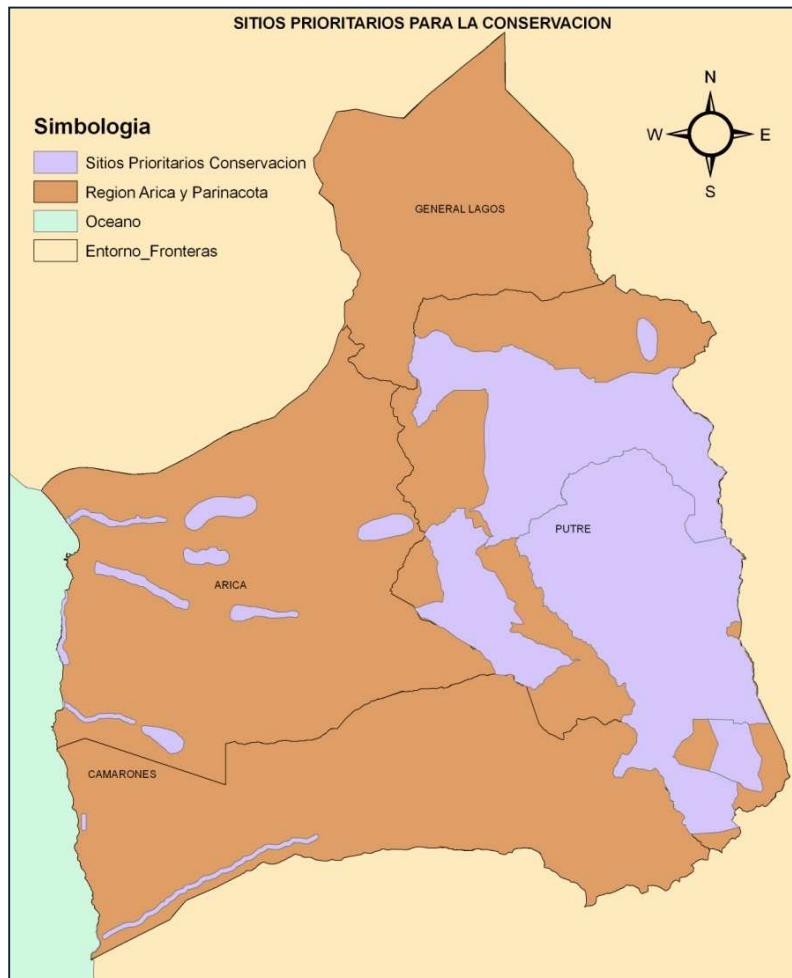 SITIOS PRIORITARIOS PARA LA CONSERVACION
N
W
E
S
Simbologia
Sitios Prioritarios Conservacion
Region Arica y Parinacota
Oceano
Entorno_Fronteras
GENERAL LAGOS
PUTRE
ARICA
CAMARONES